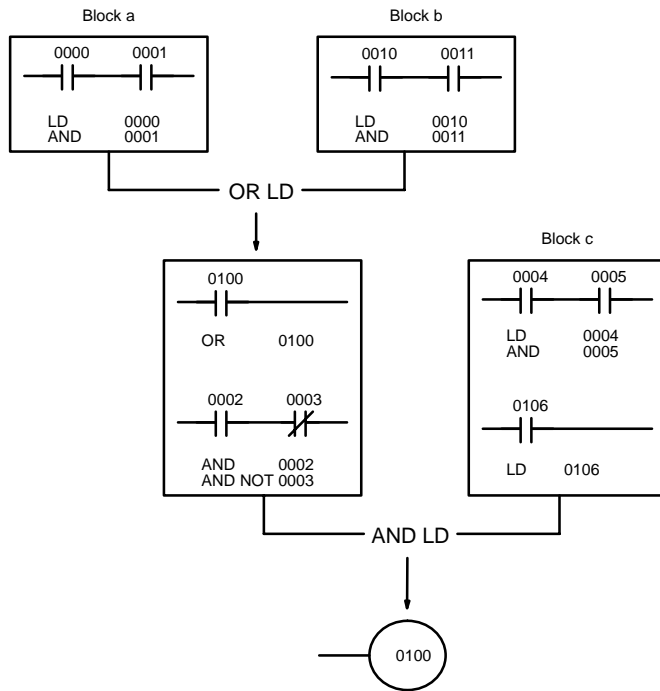 Block a
0000 0001
LD 0000
AND 0001
Block b
0010 0011
LD 0010
AND 0011
OR LD
0100
OR 0100
0002 0003
AND 0002
AND NOT 0003
Block c
0004 0005
LD 0004
AND 0005
0106
LD 0106
AND LD
0100